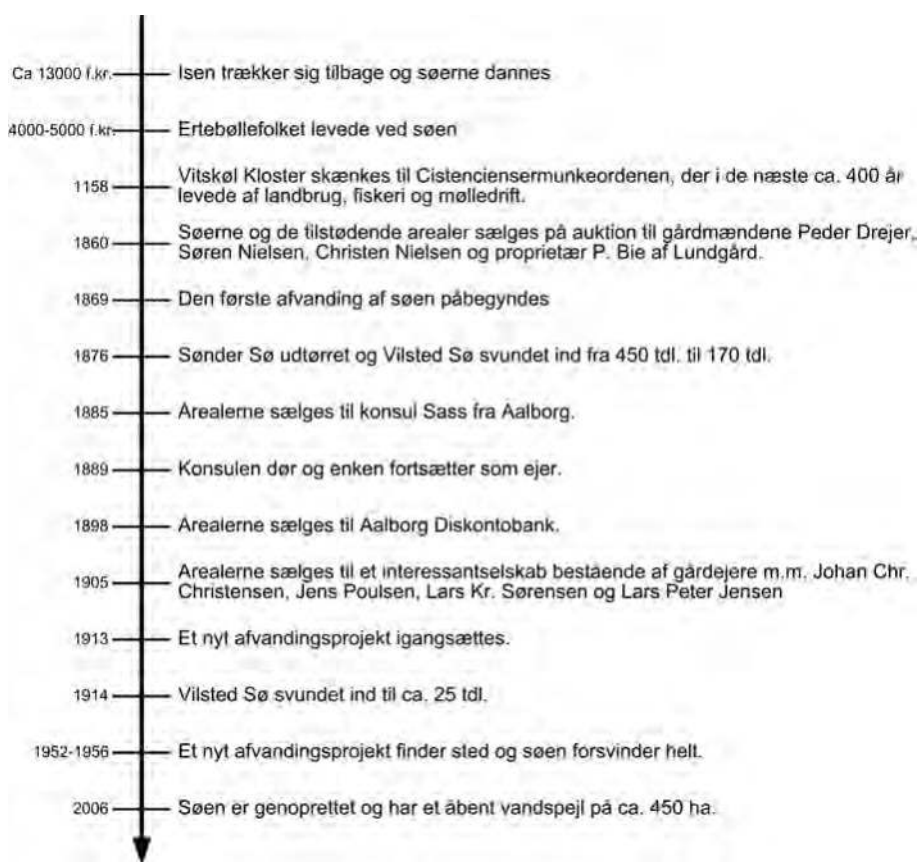 Ca 13000 f.kr. Isen trækker sig tilbage og søerne dannes
4000-5000 f.kr. Ertebøllefolket levede ved søen
1158 Vitskøl Kloster skænkes til Cistenciensermunkeordenen, der i de næste ca. 400 år
levede af landbrug, fiskeri og mølledrift.
1860 Søerne og de tilstødende arealer sælges på auktion til gårdmændene Peder Drejer,
Søren Nielsen, Christen Nielsen og proprietær P. Bie af Lundgård.
1869 Den første afvanding af søen påbegyndes
1876 Sønder Sø udtørret og Vilsted Sø svundet ind fra 450 tdl. til 170 tdl.
1885 Arealerne sælges til konsul Sass fra Aalborg.
1889 Konsulen dør og enken fortsætter som ejer.
1898 Arealerne sælges til Aalborg Diskontobank.
1905 Arealerne sælges til et interessantselskab bestående af gårdejere m.m. Johan Chr.
Christensen, Jens Poulsen, Lars Kr. Sørensen og Lars Peter Jensen
1913 Et nyt afvandingsprojekt igangsættes.
1914 Vilsted Sø svundet ind til ca. 25 tdl.
1952-1956 Et nyt afvandingsprojekt finder sted og søen forsvinder helt.
2006 Søen er genoprettet og har et åbent vandspejl på ca. 450 ha.